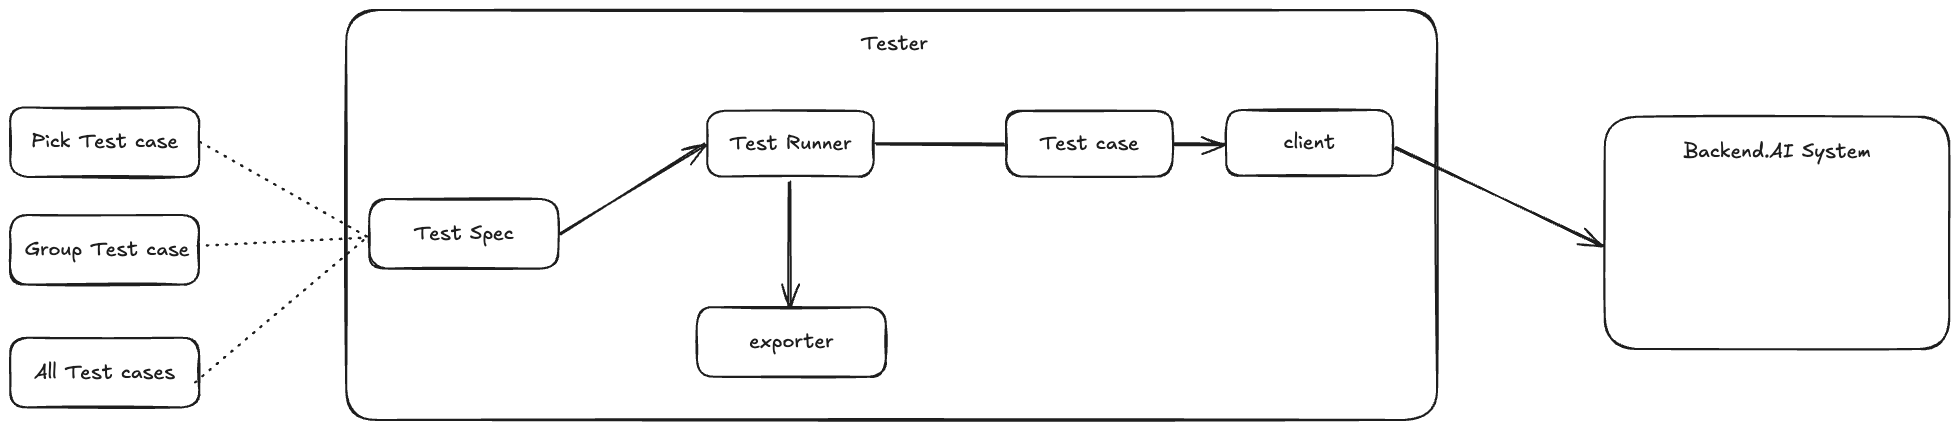 Tester
Pick Test case
Group Test case
All Test cases
Test Spec
Test Runner
Test case
client
exporter
Backend.AI System